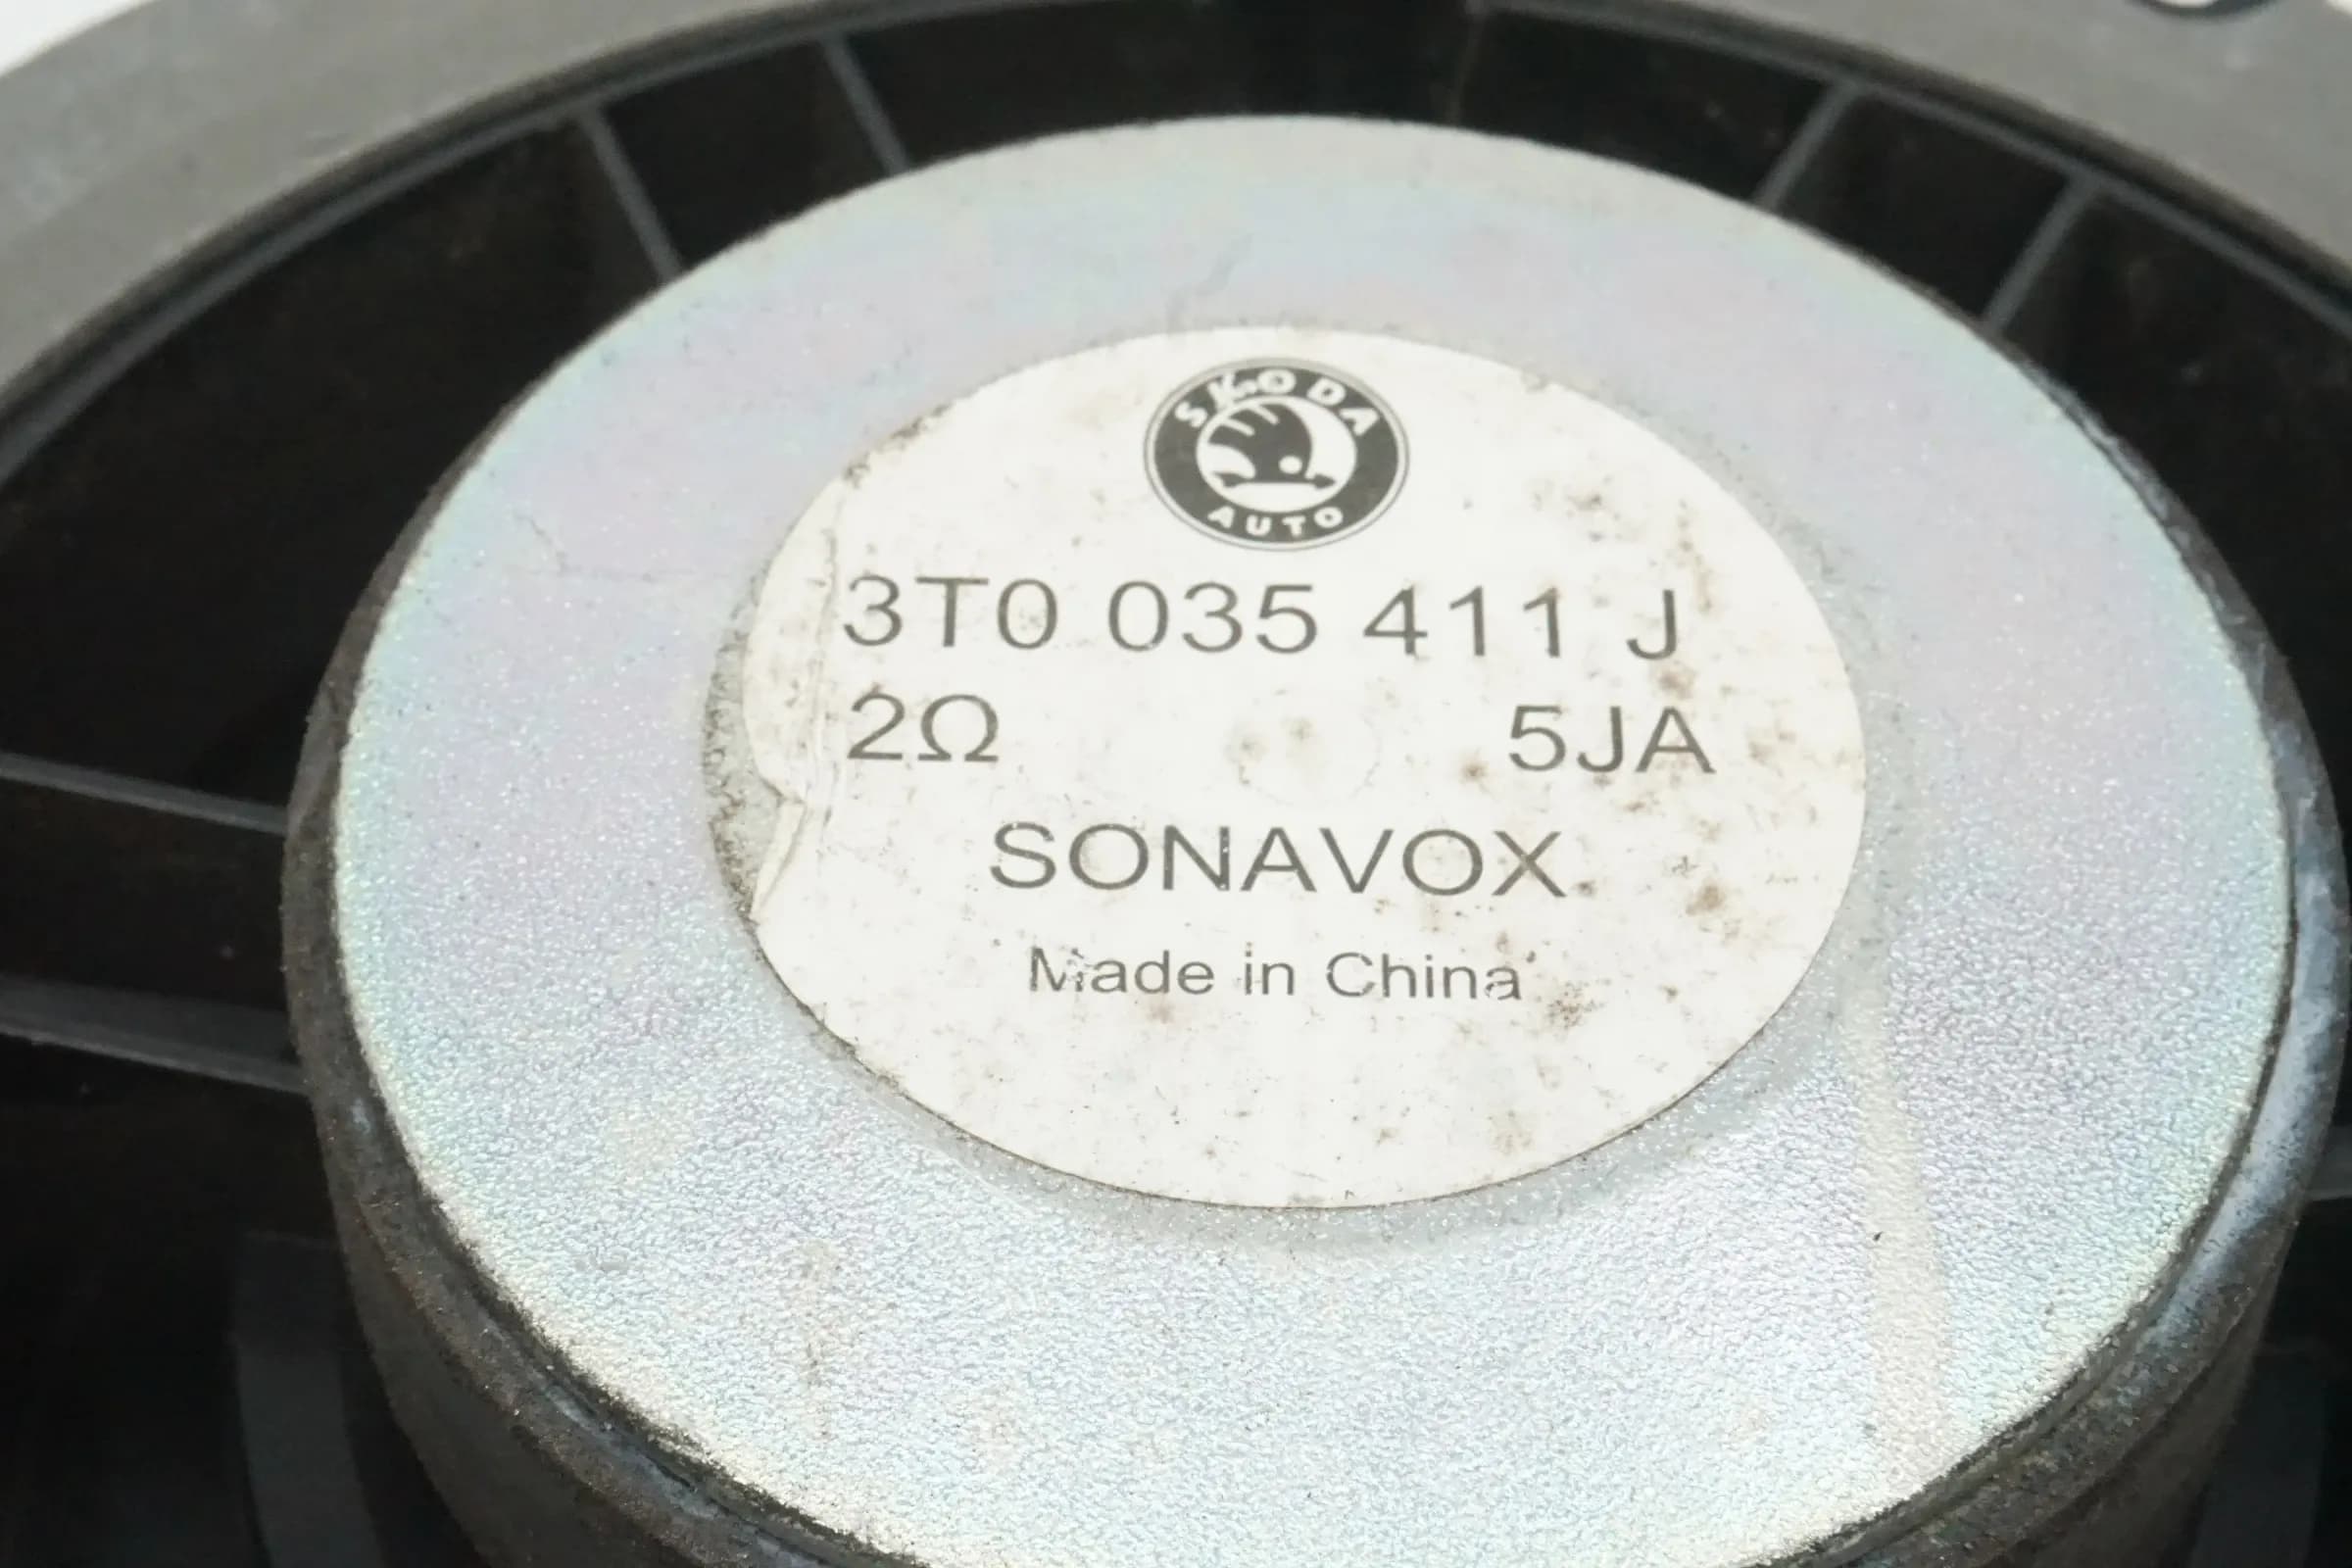 SKODA
AUTO
3T0 035 411 J
2Ω 5JA
SONAVOX
Made in China